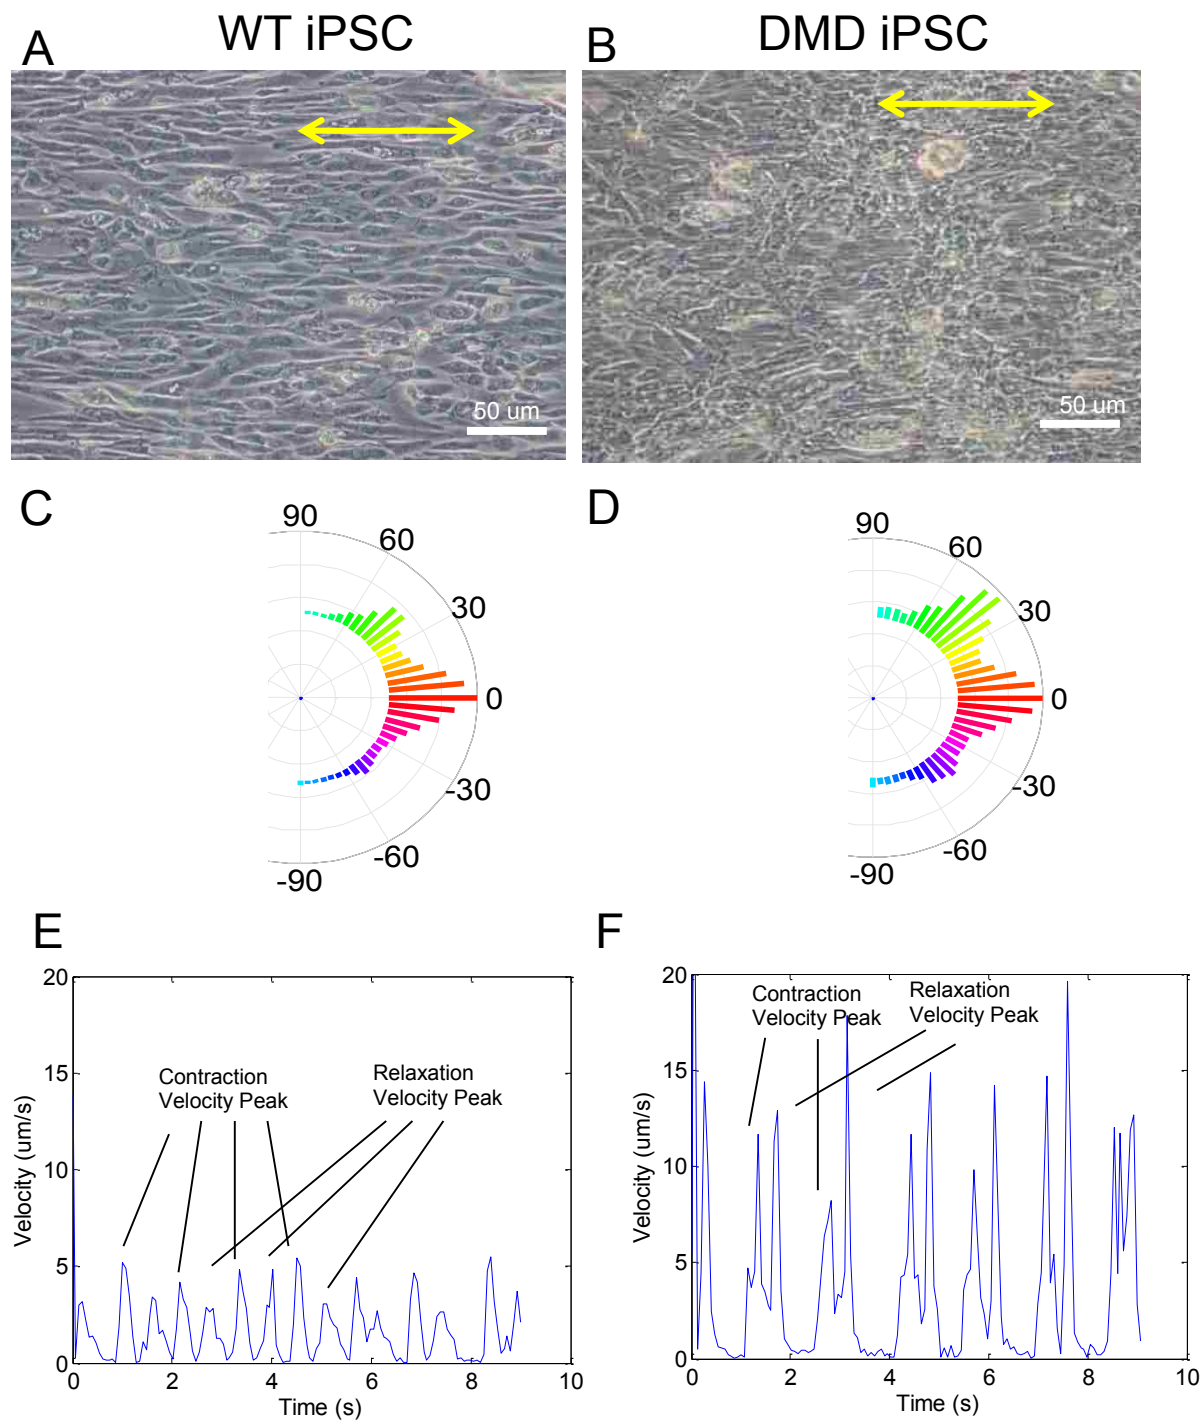 A
WT iPSC
B
DMD iPSC
50 um
50 um
C
90
60
30
0
-30
-60
-90
D
90
60
30
0
-30
-60
-90
E
20
15
10
5
0
0
2
4
6
8
10
Velocity (um/s)
Time (s)
Contraction
Velocity Peak
Relaxation
Velocity Peak
F
20
15
10
5
0
0
2
4
6
8
10
Velocity (um/s)
Time (s)
Contraction
Velocity Peak
Relaxation
Velocity Peak